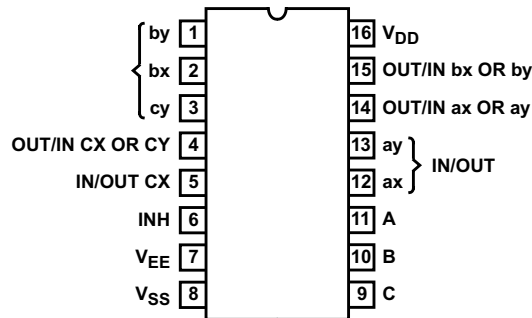 by 1
bx 2
cy 3
OUT/IN CX OR CY 4
IN/OUT CX 5
INH 6
VEE 7
VSS 8
16 VDD
15 OUT/IN bx OR by
14 OUT/IN ax OR ay
13 ay
IN/OUT
12 ax
11 A
10 B
9 C